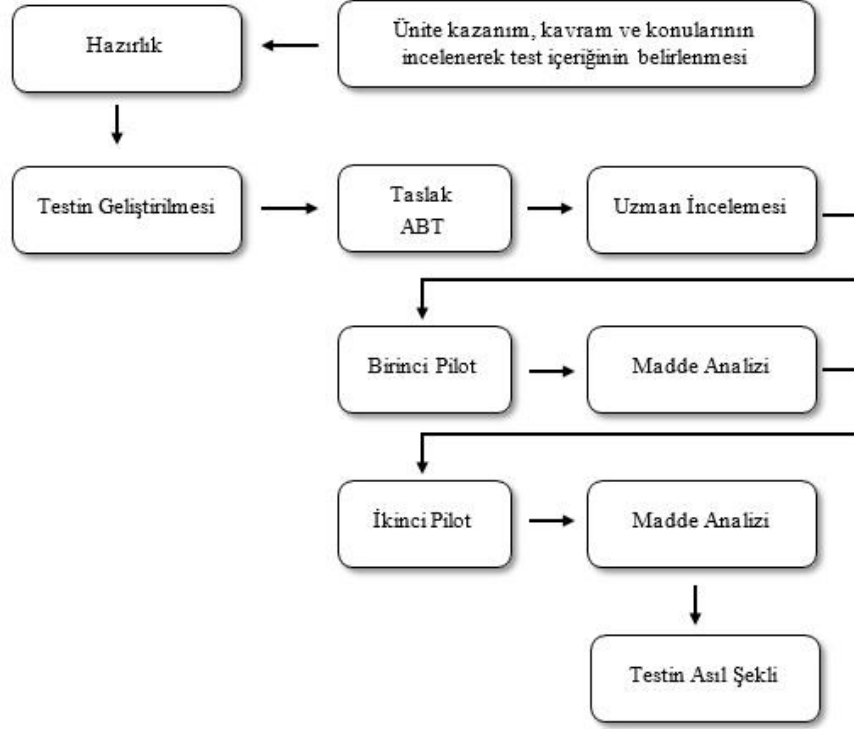 Hazırlık
Ünite kazanım, kavram ve konularının
incelenerek test içeriğinin belirlenmesi
Testin Geliştirilmesi
Taslak
ABT
Uzman İncelemesi
Birinci Pilot
Madde Analizi
İkinci Pilot
Madde Analizi
Testin Asıl Şekli